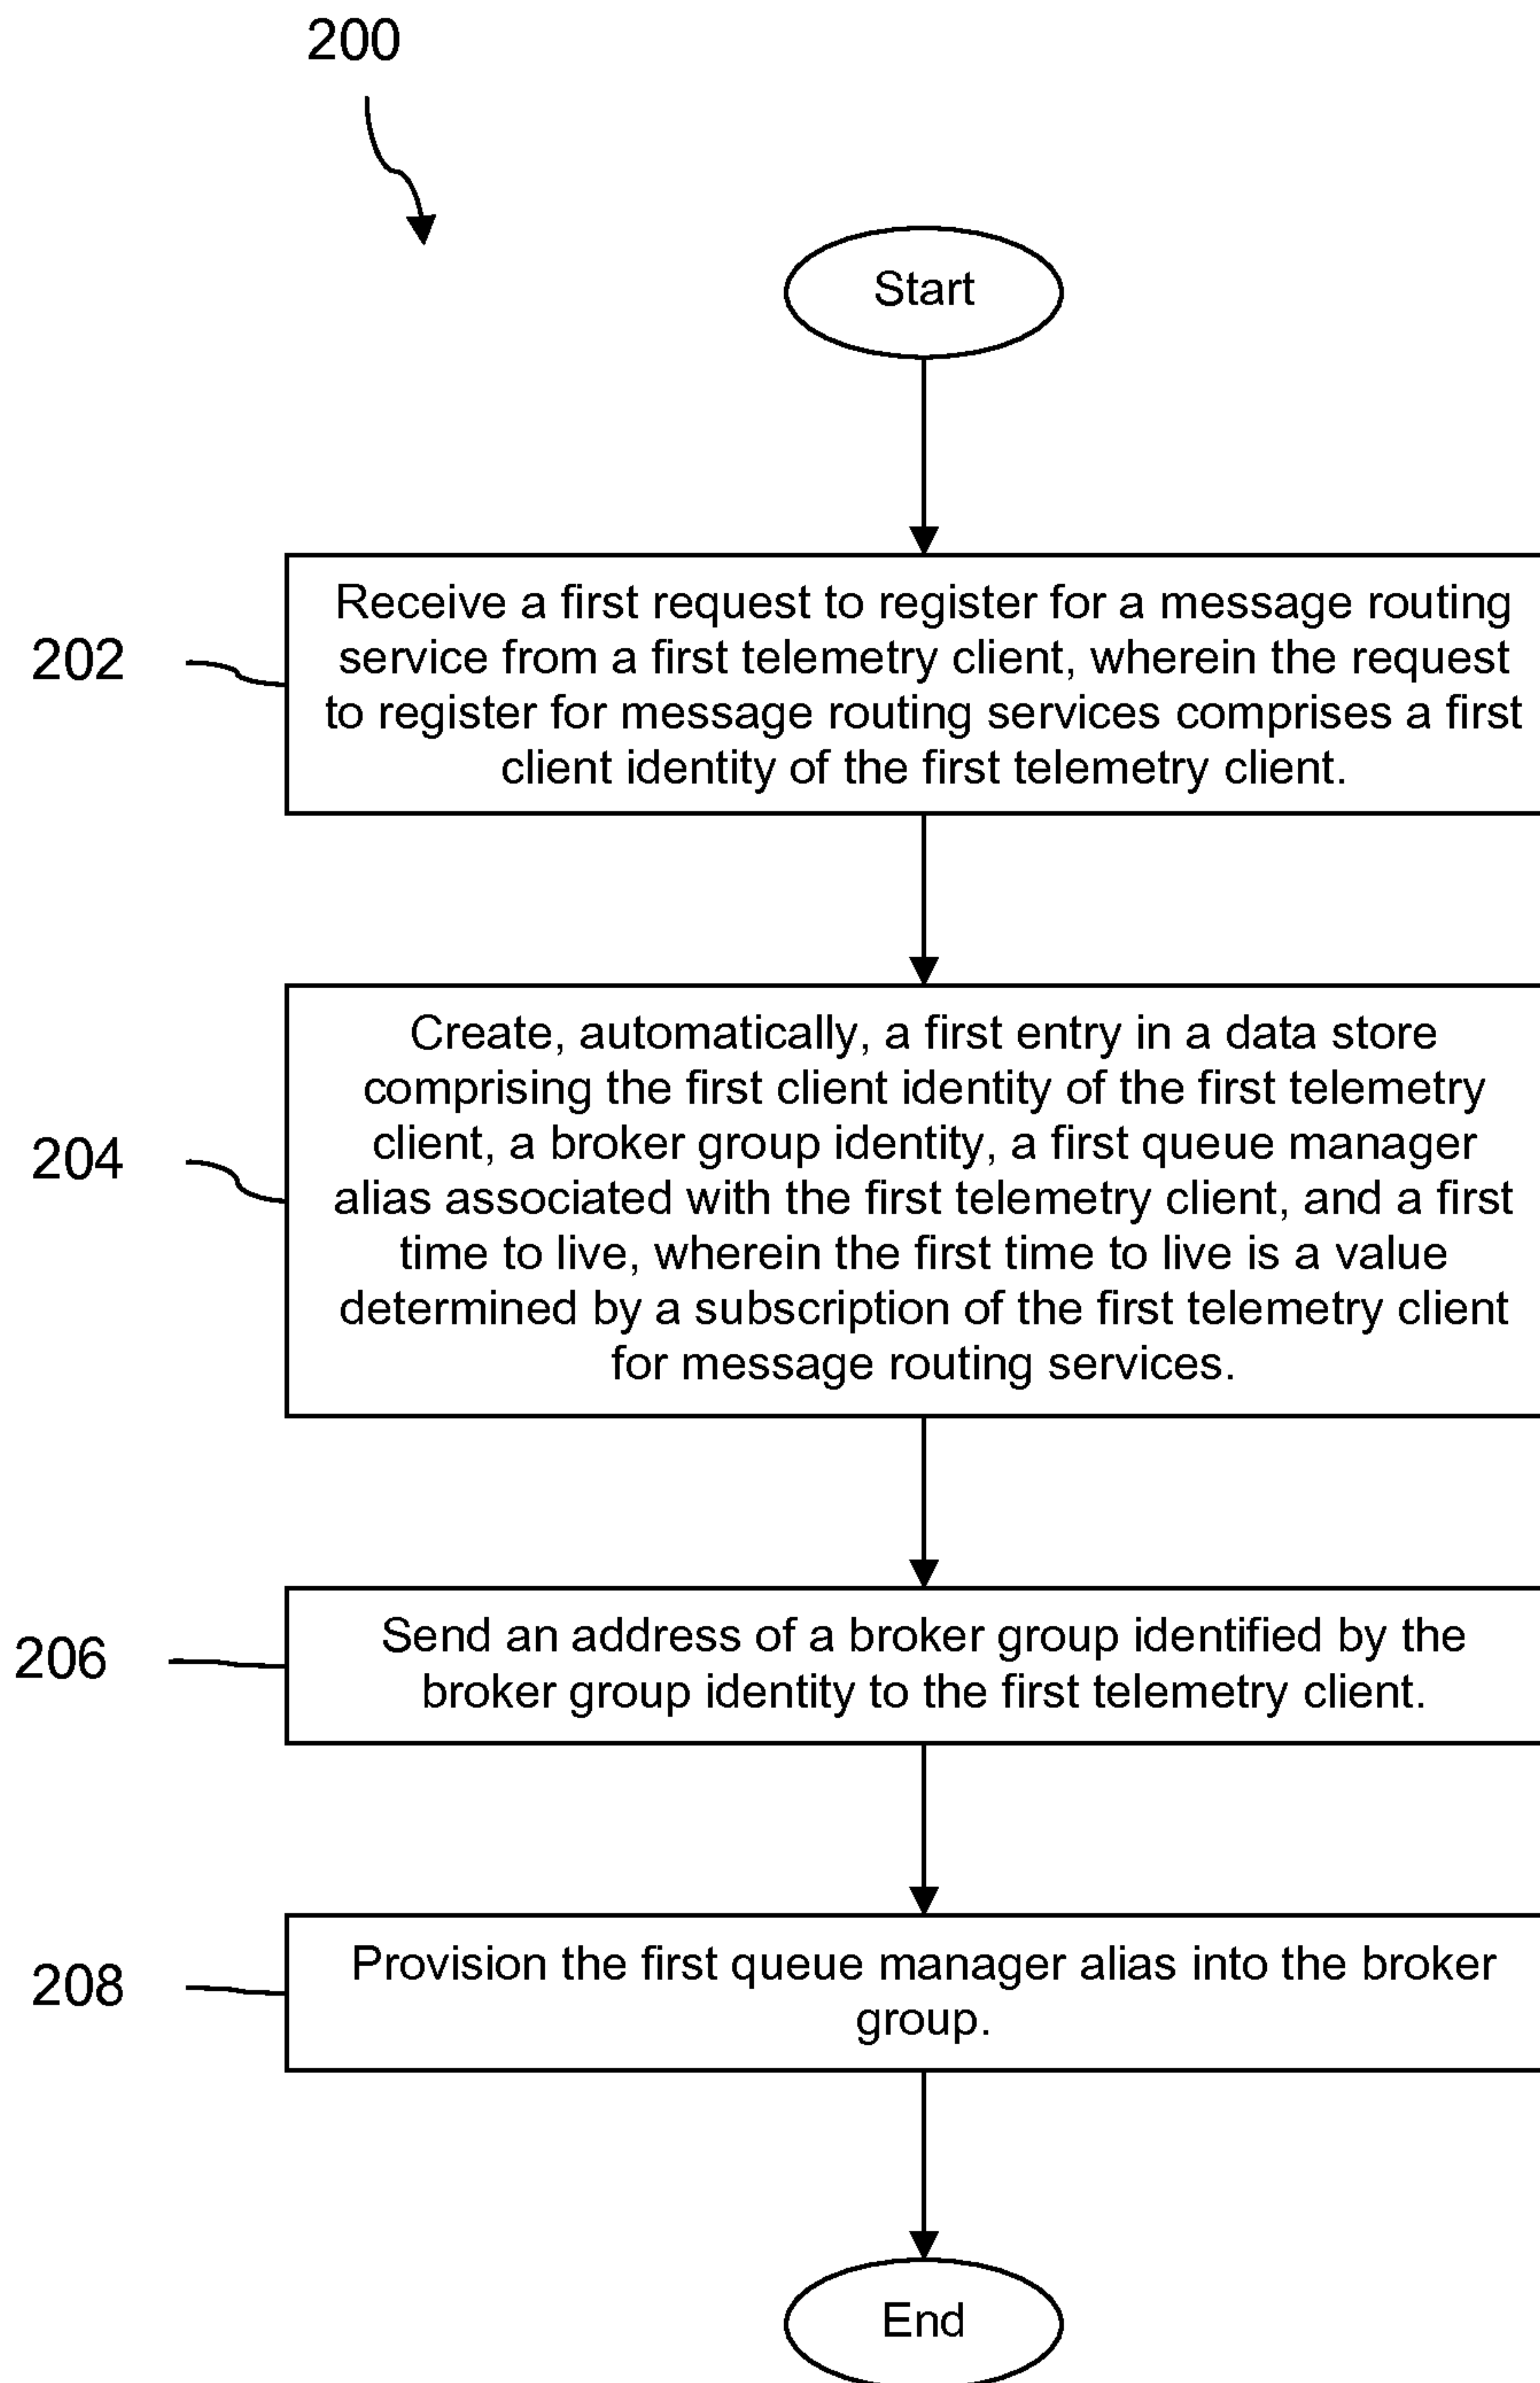 200
Start
202
Receive a first request to register for a message routing
service from a first telemetry client, wherein the request
to register for message routing services comprises a first
client identity of the first telemetry client.
204
Create, automatically, a first entry in a data store
comprising the first client identity of the first telemetry
client, a broker group identity, a first queue manager
alias associated with the first telemetry client, and a first
time to live, wherein the first time to live is a value
determined by a subscription of the first telemetry client
for message routing services.
206
Send an address of a broker group identified by the
broker group identity to the first telemetry client.
208
Provision the first queue manager alias into the broker
group.
End